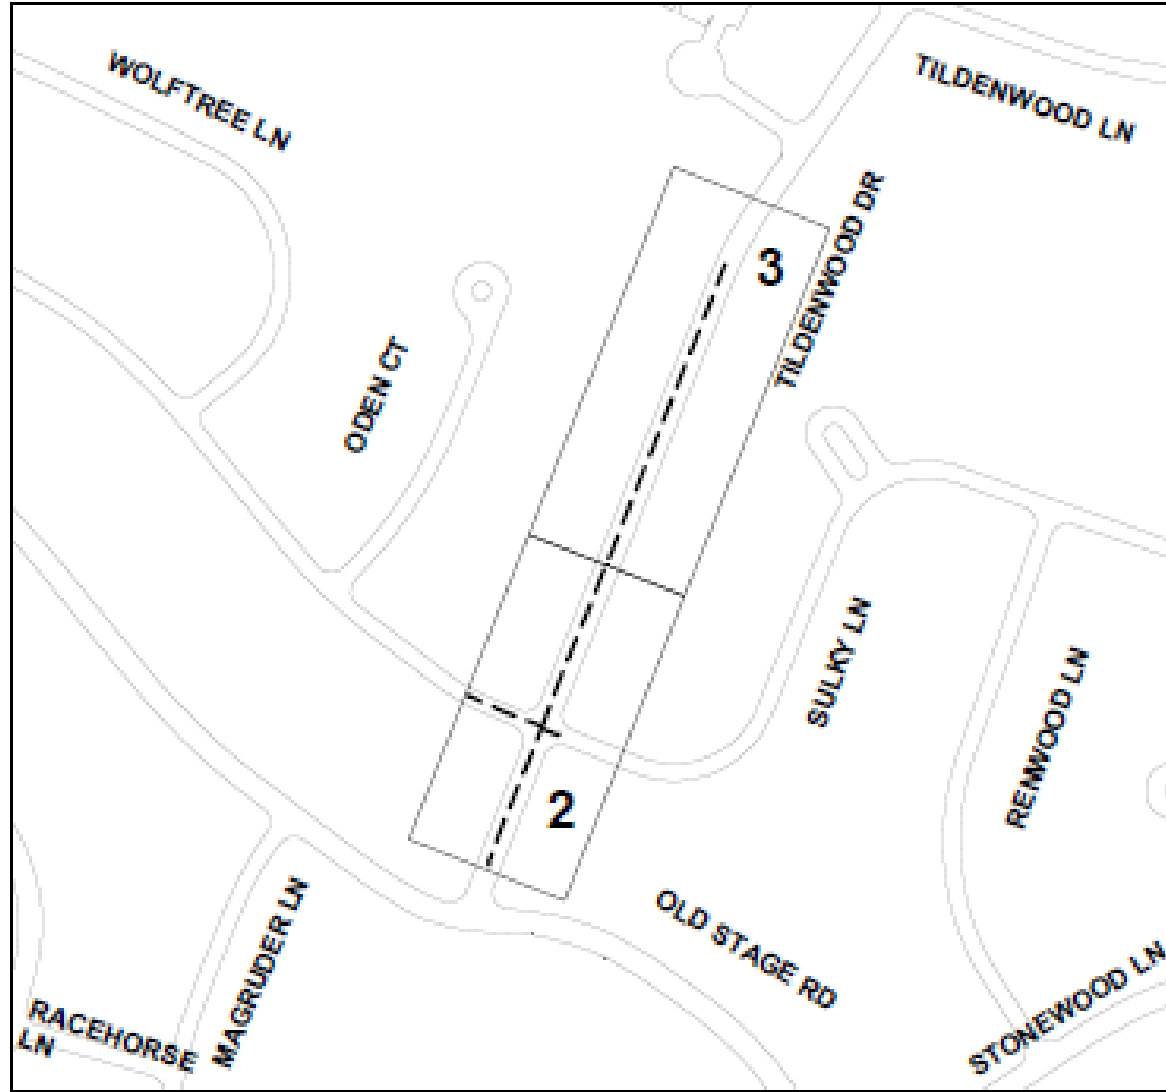 WOLFTREE LN
TILDENWOOD LN
TILDENWOOD DR
3
ODEN CT
SULKY LN
RENWOOD LN
2
OLD STAGE RD
MAGRUDER LN
STONEWOOD LN
RACEHORSE
LN